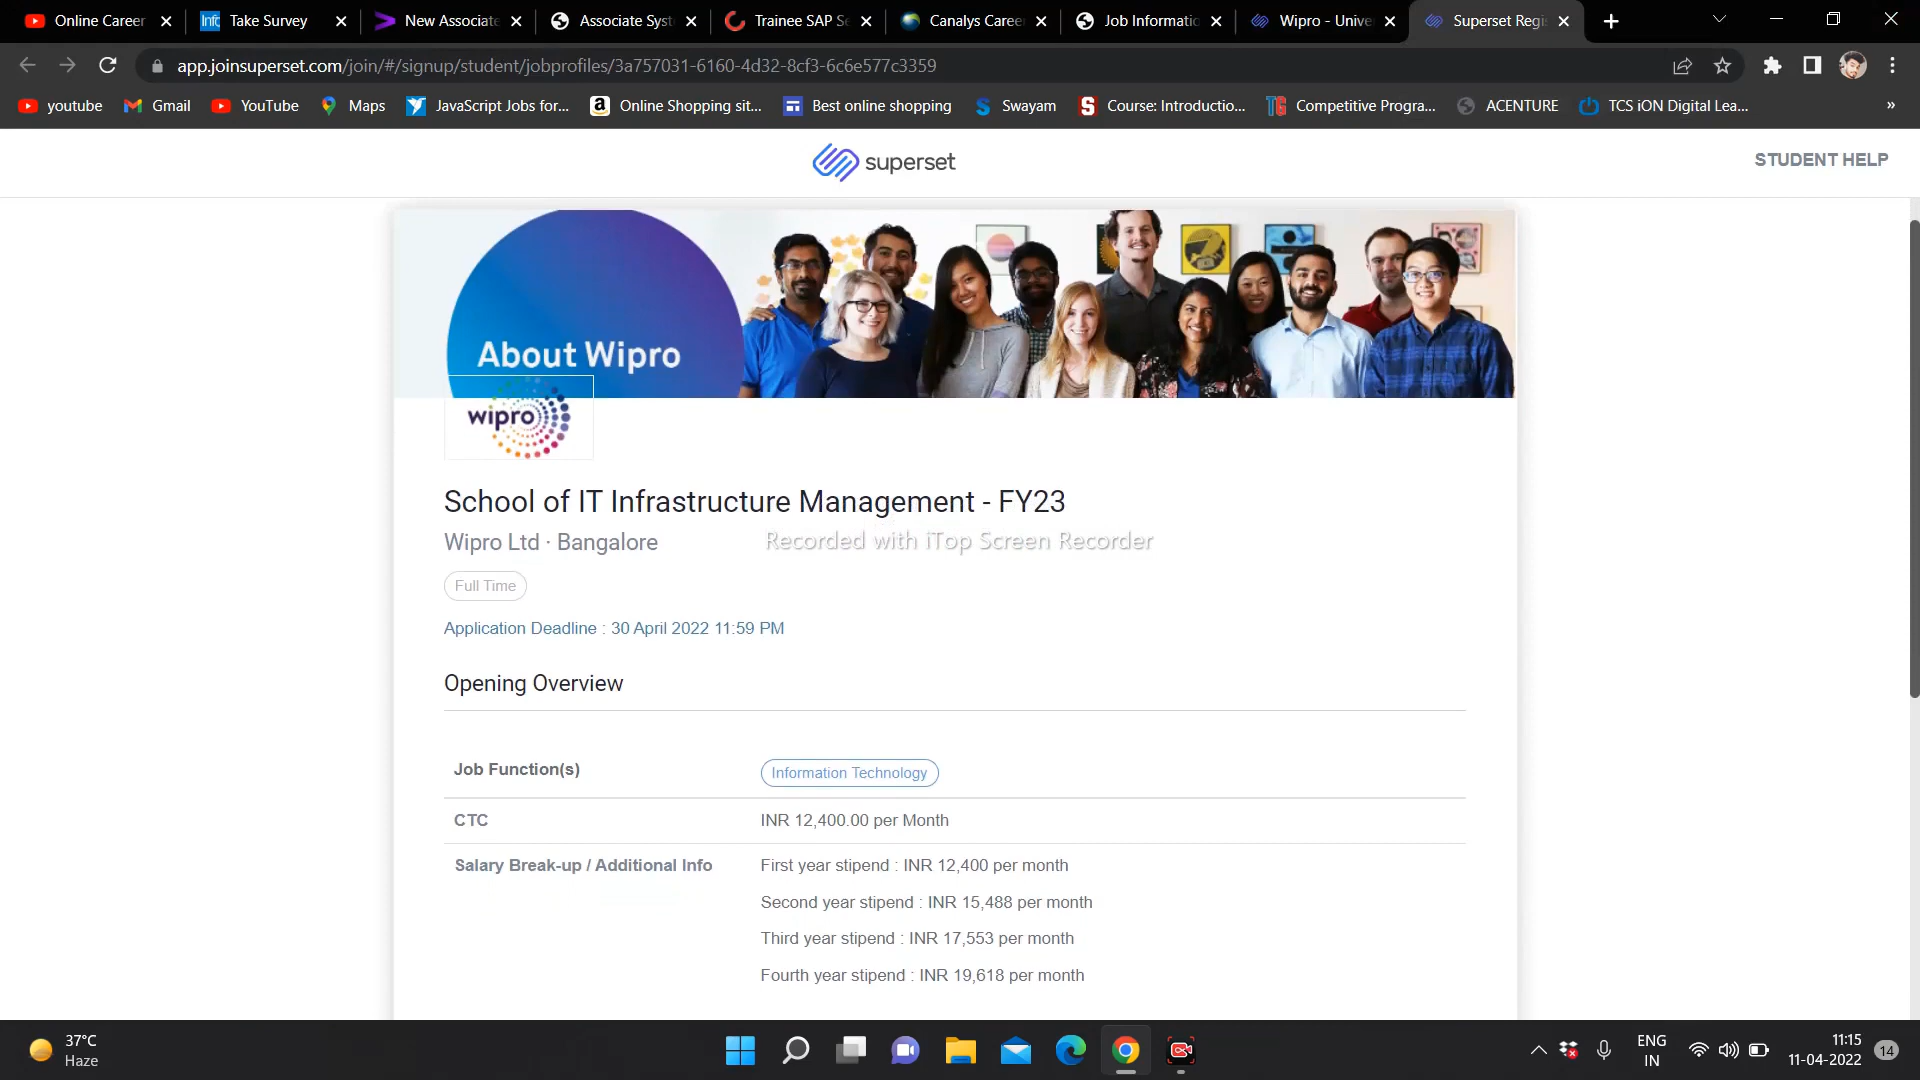 Online Career
Take Survey
New Associate
Associate Syst
Trainee SAP S
Canalys Career
Job Informatio
Wipro - Unive
Superset Regis
app.joinsuperset.com/join/#/signup/student/jobprofiles/3a757031-6160-4d32-8cf3-6c6e577c3359
youtube
Gmail
YouTube
Maps
JavaScript Jobs for...
Online Shopping sit...
Best online shopping
Swayam
Course: Introductio...
Competitive Progra...
ACENTURE
TCS iON Digital Lea...
»
superset
STUDENT HELP
About Wipro
wipro
School of IT Infrastructure Management - FY23
Wipro Ltd · Bangalore
Recorded with iTop Screen Recorder
Full Time
Application Deadline : 30 April 2022 11:59 PM
Opening Overview
Job Function(s)
Information Technology
CTC
INR 12,400.00 per Month
Salary Break-up / Additional Info
First year stipend : INR 12,400 per month
Second year stipend : INR 15,488 per month
Third year stipend : INR 17,553 per month
Fourth year stipend : INR 19,618 per month
37°C
Haze
ENG
IN
11:15
11-04-2022
14